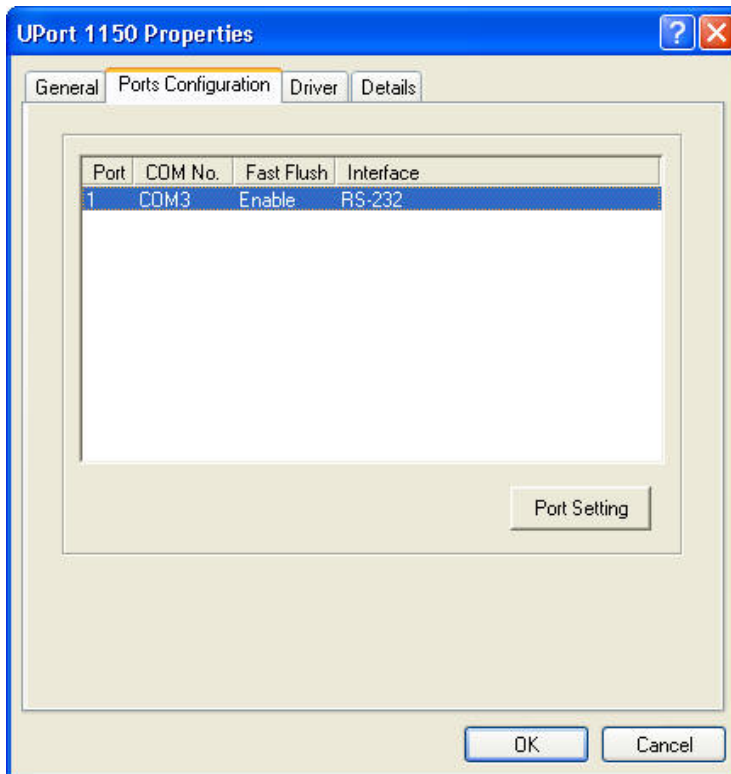 UPort 1150 Properties
General Ports Configuration Driver Details
Port COM No. Fast Flush Interface
1 COM3 Enable RS-232
Port Setting
OK Cancel